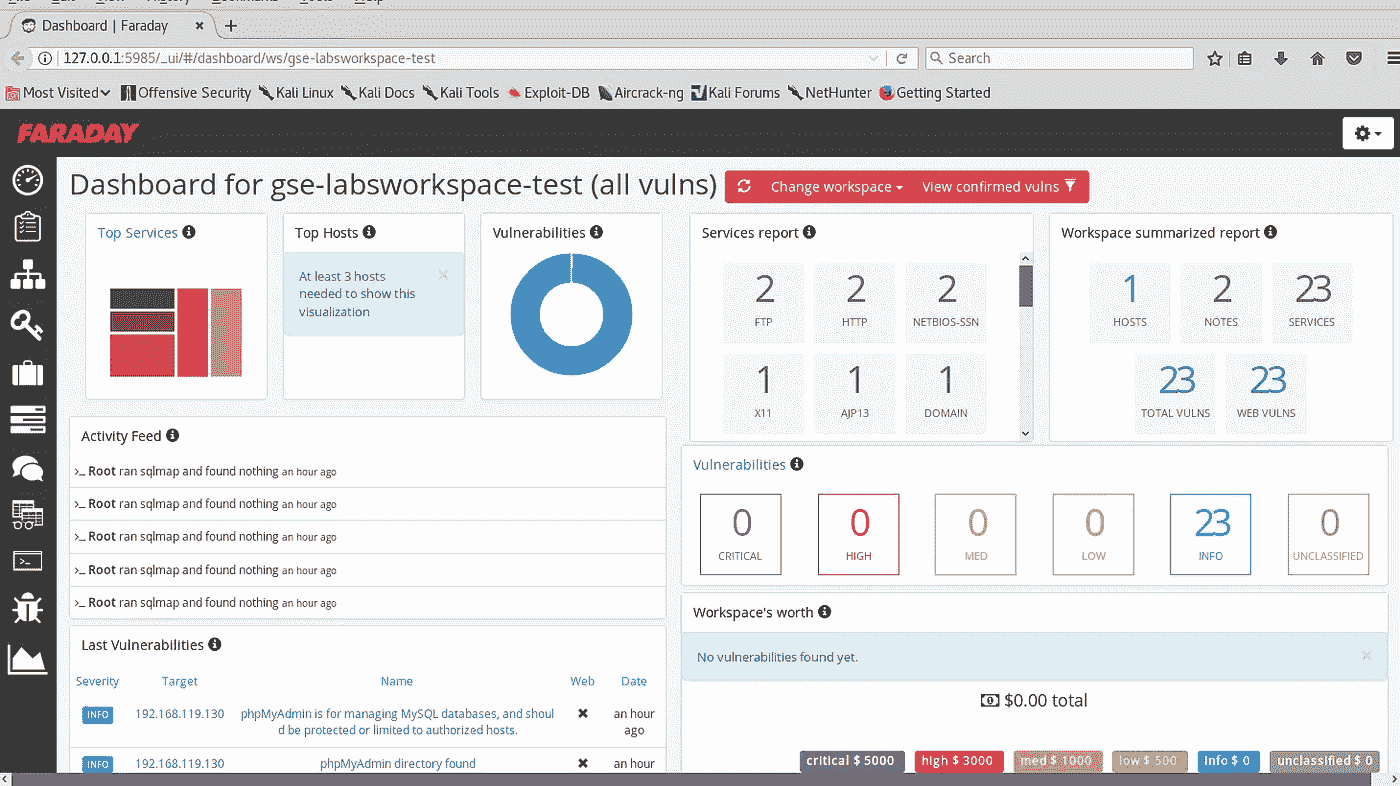 Dashboard | Faraday
127.0.0.1:5985/_ui/#/dashboard/ws/gse-labsworkspace-test
Search
Most Visited
Offensive Security
Kali Linux
Kali Docs
Kali Tools
Exploit-DB
Aircrack-ng
Kali Forums
NetHunter
Getting Started
FARADAY
Dashboard for gse-labsworkspace-test (all vulns)
Change workspace
View confirmed vulns
Top Services
Top Hosts
At least 3 hosts
needed to show this
visualization
Vulnerabilities
Services report
2
FTP
2
HTTP
2
NETBIOS-SSN
1
X11
1
AJP13
1
DOMAIN
Workspace summarized report
1
HOSTS
2
NOTES
23
SERVICES
23
TOTAL VULNS
23
WEB VULNS
Activity Feed
>_ Root ran sqlmap and found nothing an hour ago
>_ Root ran sqlmap and found nothing an hour ago
>_ Root ran sqlmap and found nothing an hour ago
>_ Root ran sqlmap and found nothing an hour ago
>_ Root ran sqlmap and found nothing an hour ago
Vulnerabilities
0
CRITICAL
0
HIGH
0
MED
0
LOW
23
INFO
0
UNCLASSIFIED
Last Vulnerabilities
Severity Target Name Web Date
INFO 192.168.119.130 phpMyAdmin is for managing MySQL databases, and shoul an hour
d be protected or limited to authorized hosts. ago
INFO 192.168.119.130 phpMyAdmin directory found an hour
Workspace's worth
No vulnerabilities found yet.
$0.00 total
critical $ 5000
high $ 3000
med $ 1000
low $ 500
Info $ 0
unclassified $ 0